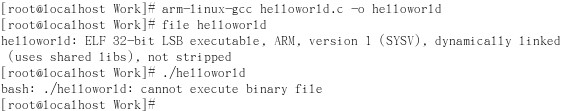 [root@localhost Work]# arm-linux-gcc helloworld.c -o helloworld
[root@localhost Work]# file helloworld
helloworld: ELF 32-bit LSB executable, ARM, version 1 (SYSV), dynamically linked
(uses shared libs), not stripped
[root@localhost Work]# ./helloworld
bash: ./helloworld: cannot execute binary file
[root@localhost Work]#